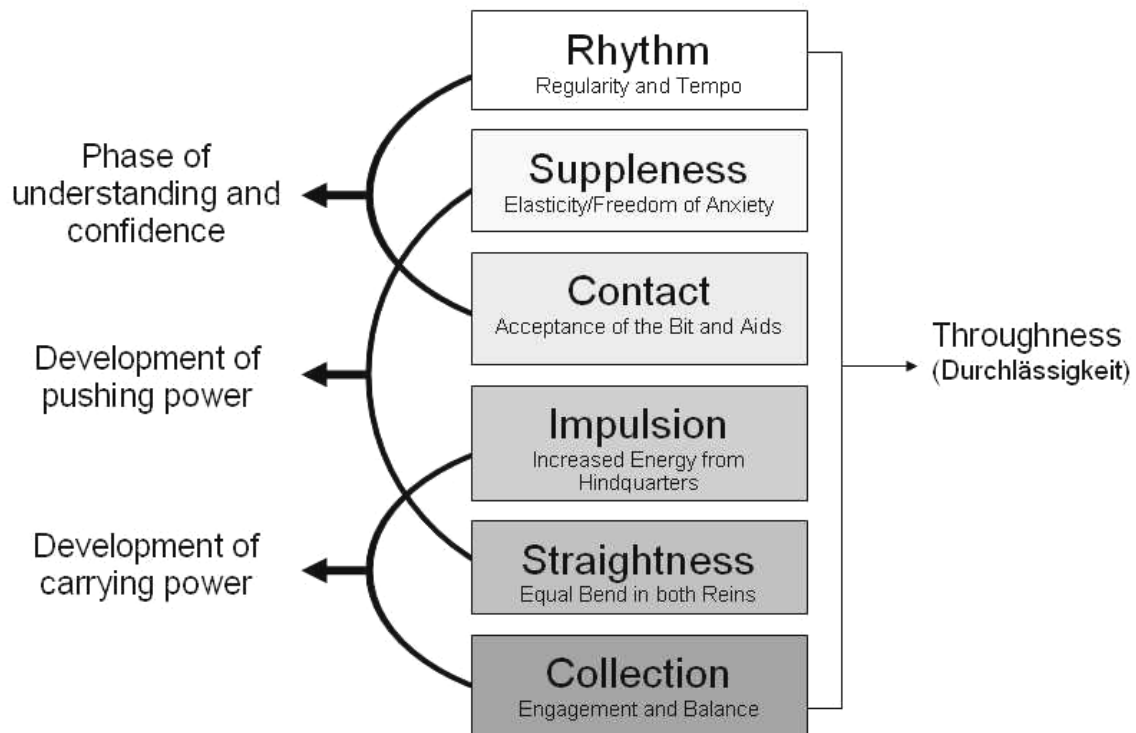 Rhythm
Regularity and Tempo
Suppleness
Elasticity/Freedom of Anxiety
Contact
Acceptance of the Bit and Aids
Impulsion
Increased Energy from
Hindquarters
Straightness
Equal Bend in both Reins
Collection
Engagement and Balance
Phase of
understanding and
confidence
Development of
pushing power
Development of
carrying power
Throughness
(Durchlässigkeit)